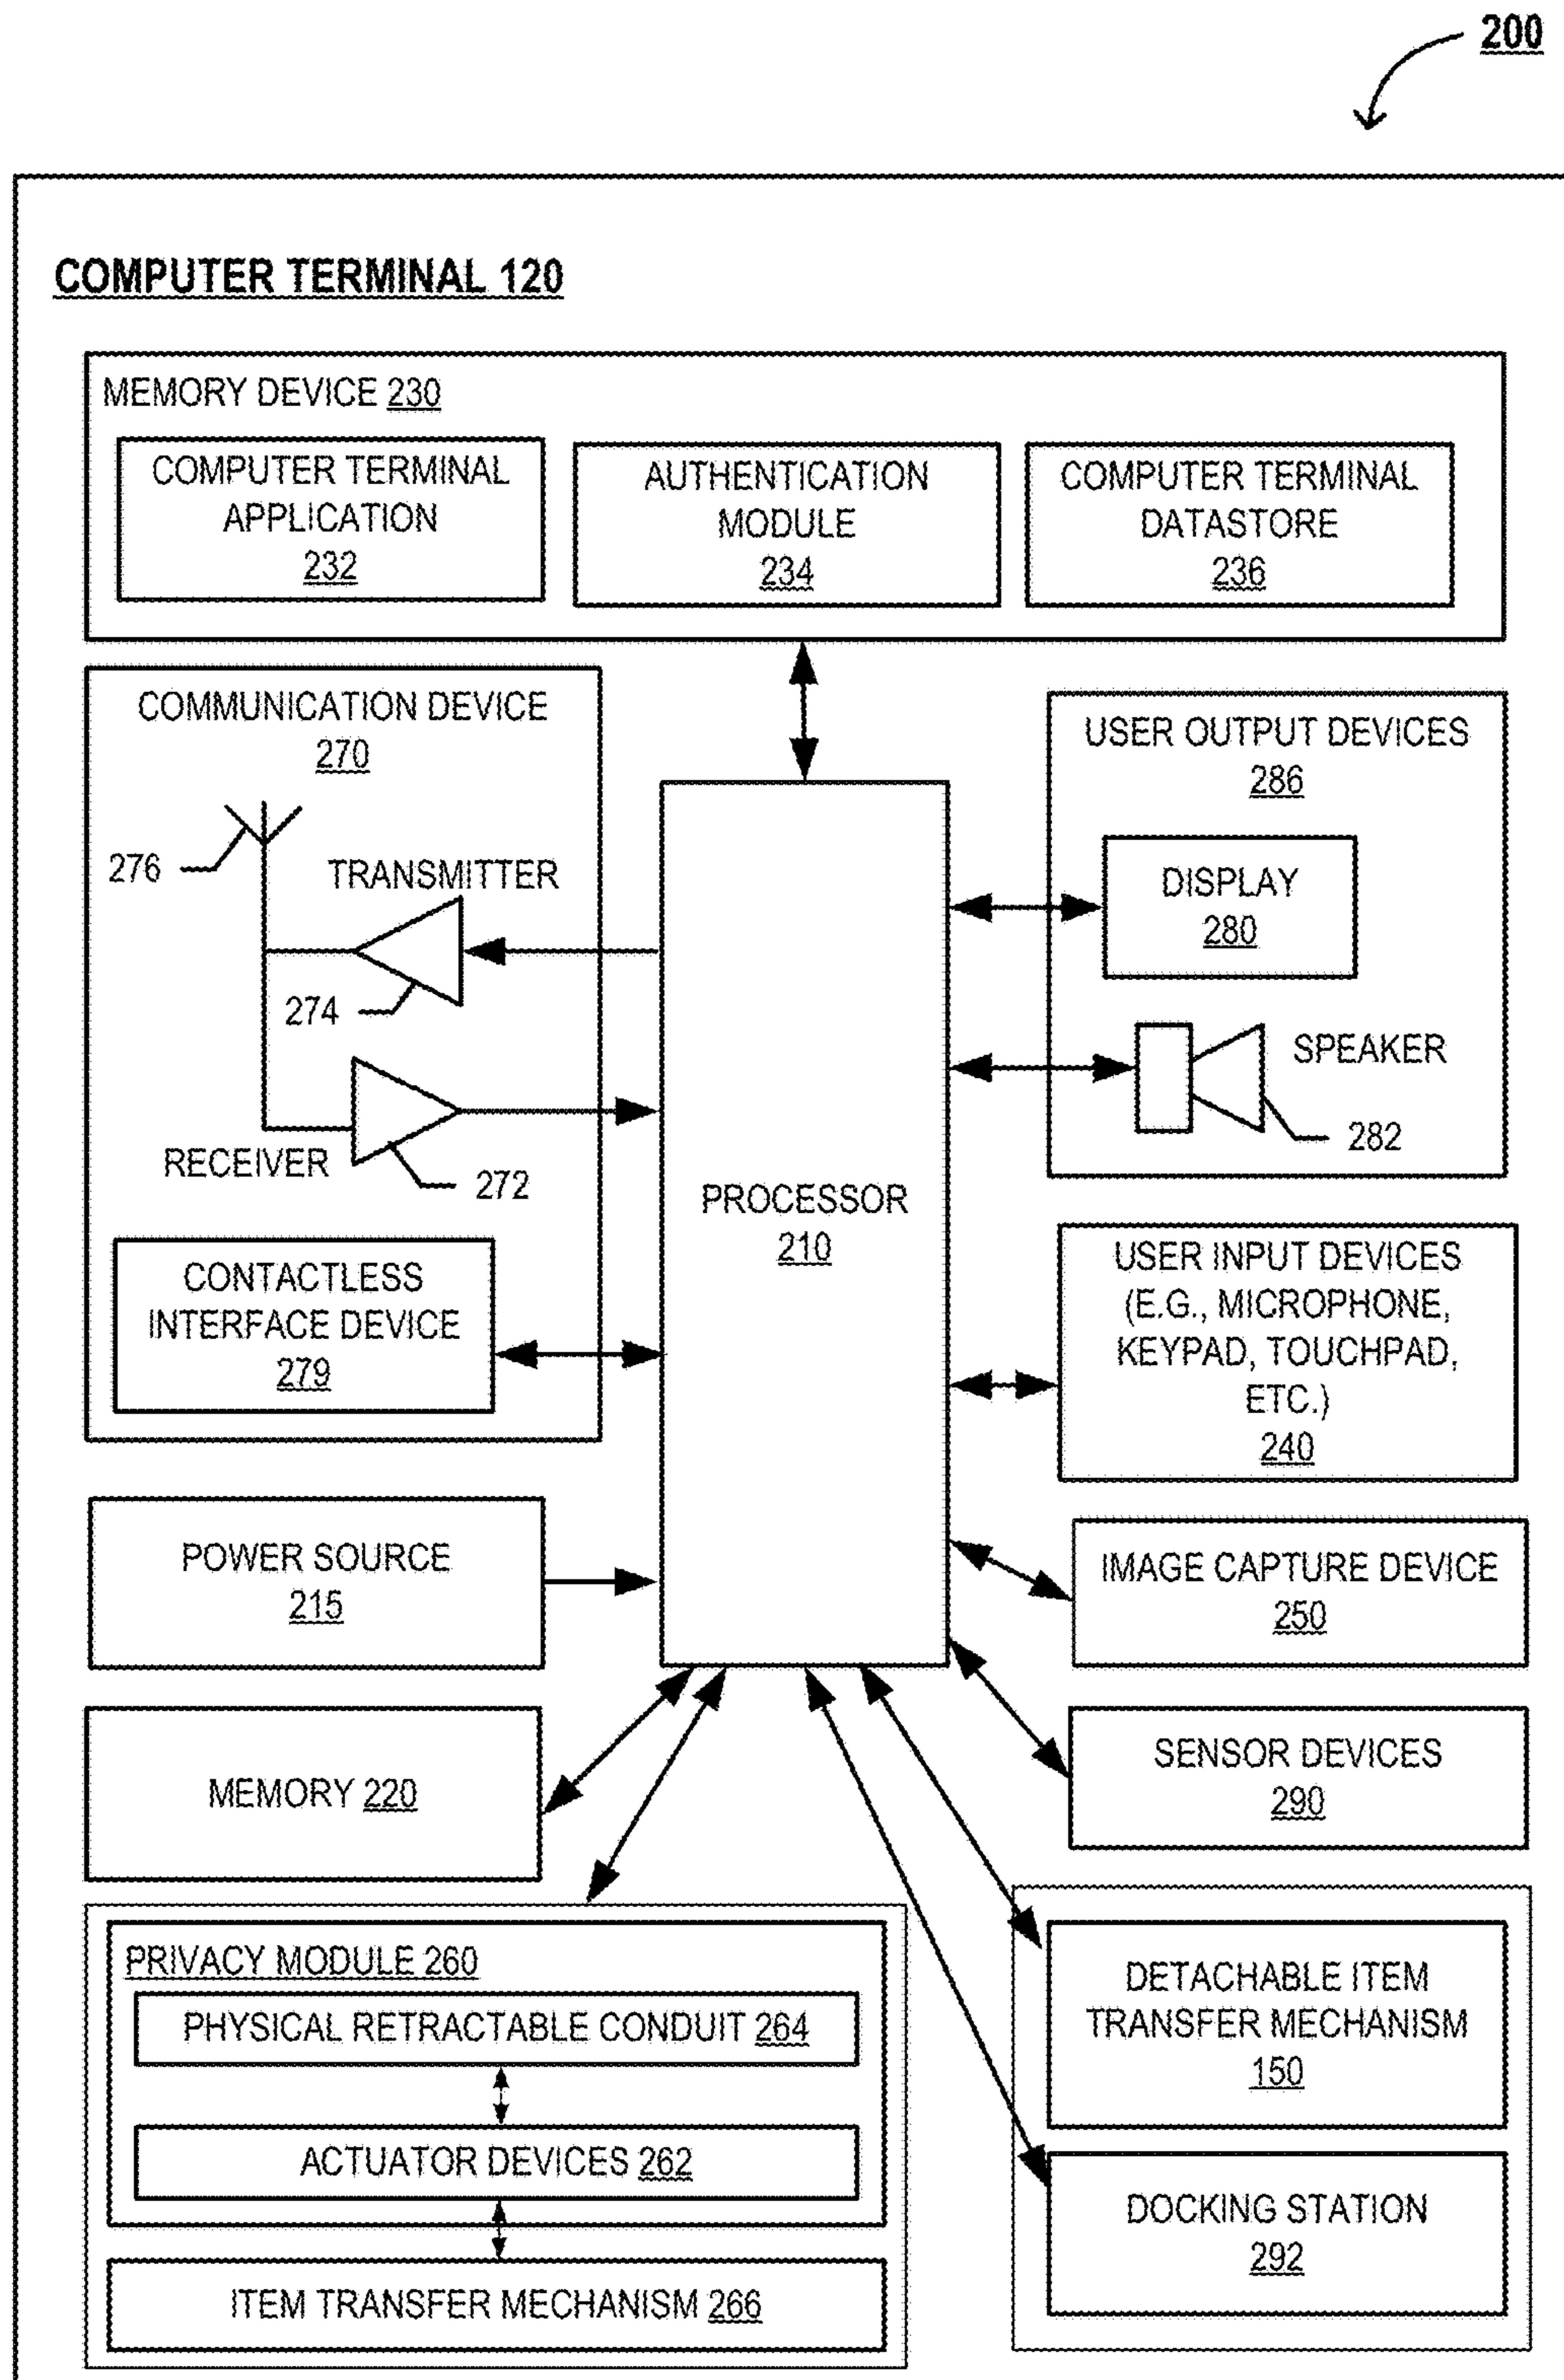 200
COMPUTER TERMINAL 120
MEMORY DEVICE 230
COMPUTER TERMINAL
APPLICATION
232
AUTHENTICATION
MODULE
234
COMPUTER TERMINAL
DATASTORE
236
COMMUNICATION DEVICE
270
276
TRANSMITTER
274
RECEIVER
272
CONTACTLESS
INTERFACE DEVICE
279
PROCESSOR
210
USER OUTPUT DEVICES
286
DISPLAY
280
SPEAKER
282
USER INPUT DEVICES
(E.G., MICROPHONE,
KEYPAD, TOUCHPAD,
ETC.)
240
POWER SOURCE
215
IMAGE CAPTURE DEVICE
250
MEMORY 220
SENSOR DEVICES
290
PRIVACY MODULE 260
PHYSICAL RETRACTABLE CONDUIT 264
ACTUATOR DEVICES 262
ITEM TRANSFER MECHANISM 266
DETACHABLE ITEM
TRANSFER MECHANISM
150
DOCKING STATION
292